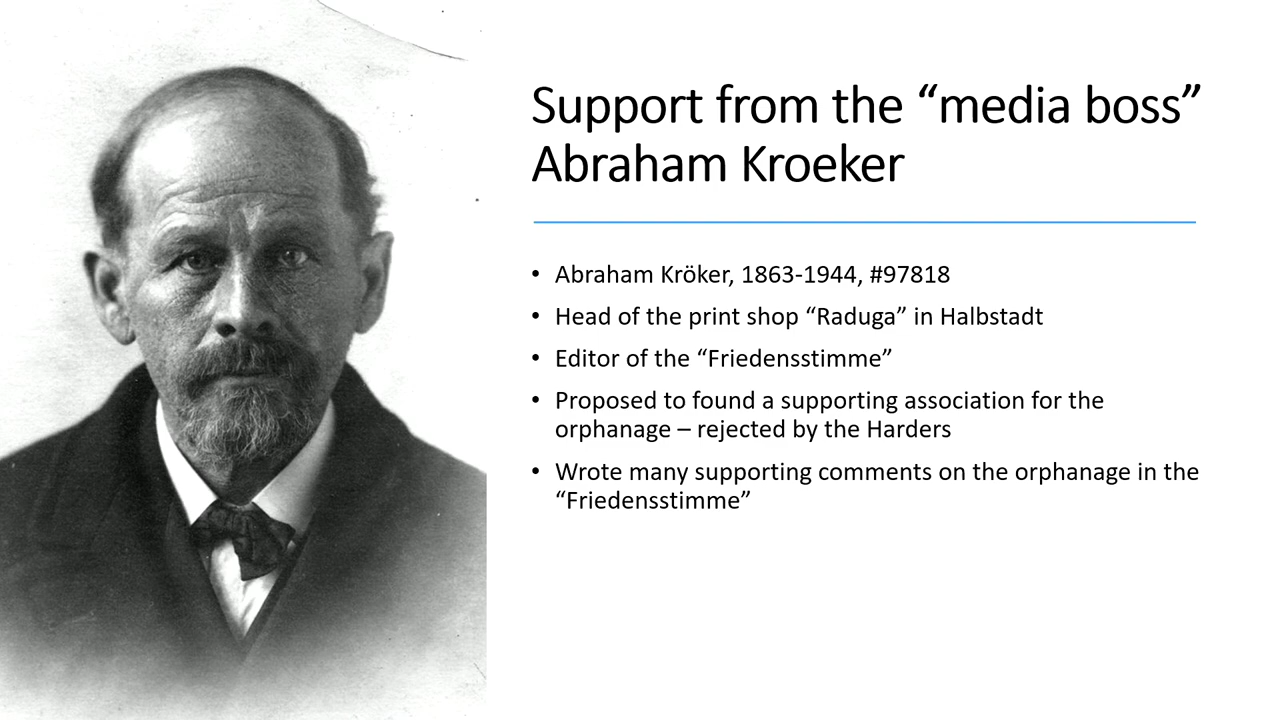 Support from the “media boss”
Abraham Kroeker
• Abraham Kröker, 1863-1944, #97818
• Head of the print shop “Raduga” in Halbstadt
• Editor of the “Friedensstimme”
• Proposed to found a supporting association for the
orphanage – rejected by the Harders
• Wrote many supporting comments on the orphanage in the
“Friedensstimme”